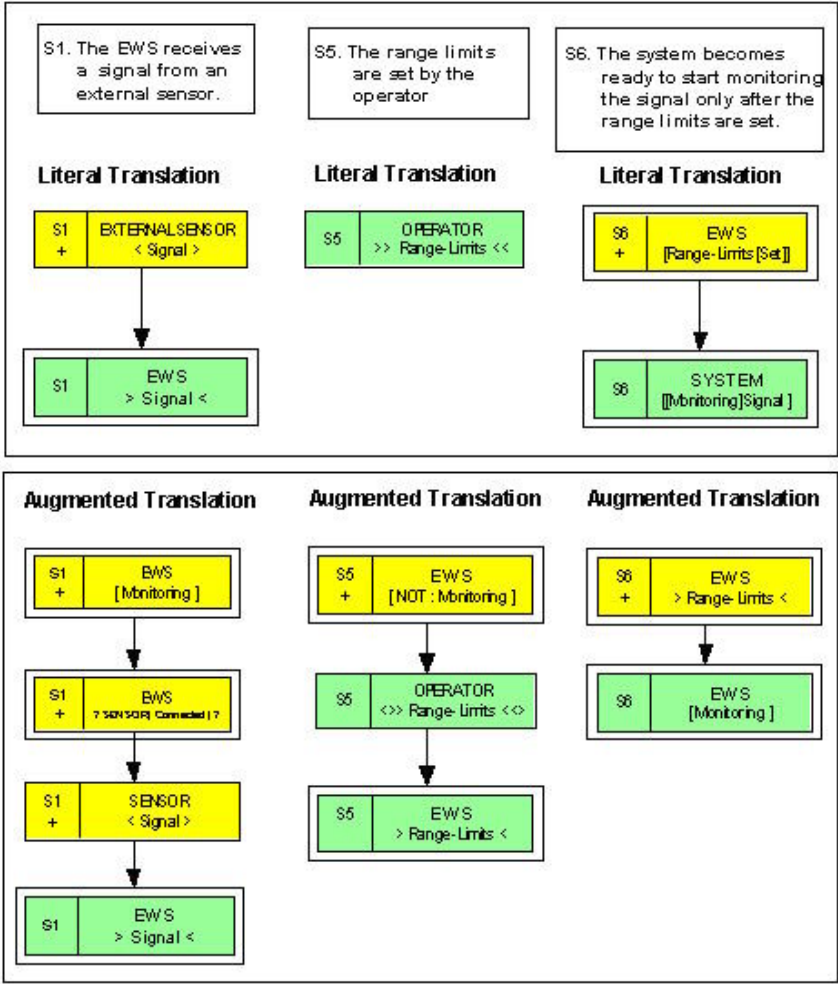 S1. The EWS receives
a signal from an
external sensor.
S5. The range limits
are set by the
operator
S6. The system becomes
ready to start monitoring
the signal only after the
range limits are set.
Literal Translation
Literal Translation
Literal Translation
S1
+
EXTERNALSENSOR
< Signal >
S5
OPERATOR
>> Range-Limits <<
S6
+
EWS
[Range-Limits[Set]]
S1
EWS
> Signal <
S6
SYSTEM
[[Monitoring]Signal ]
Augmented Translation
Augmented Translation
Augmented Translation
S1
+
EWS
[ Monitoring ]
S5
+
EWS
[ NOT : Monitoring ]
S6
+
EWS
> Range- Limits <
S1
+
EWS
? SENSOR[ Connected ] ?
S5
OPERATOR
<>> Range- Limits <<>
S6
EWS
[Monitoring ]
S1
+
SENSOR
< Signal >
S5
EWS
> Range-Limits <
S1
EWS
> Signal <